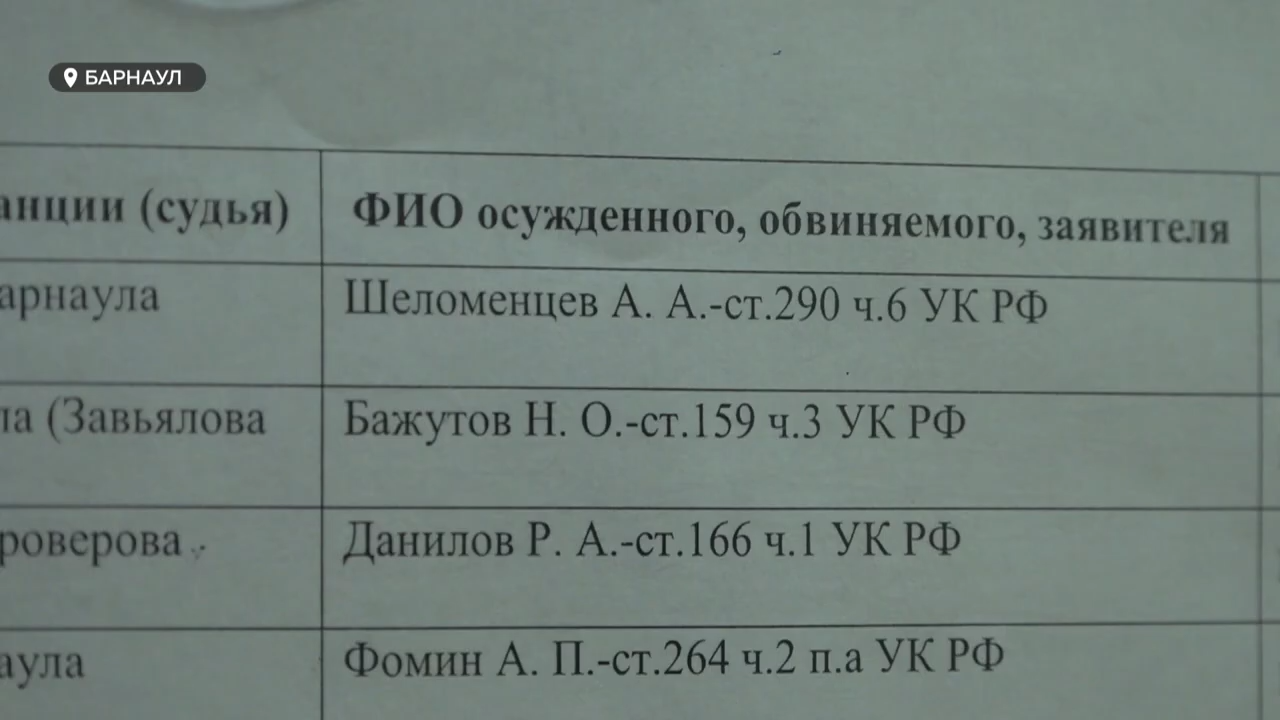 БАРНАУЛ
анции (судья) ФИО осужденного, обвиняемого, заявителя
арнаула Шеломенцев А. А.-ст.290 ч.6 УК РФ
ла (Завьялова Бажутов Н. О.-ст.159 ч.3 УК РФ
роверова Данилов Р. А.-ст.166 ч.1 УК РФ
аула Фомин А. П.-ст.264 ч.2 п.а УК РФ